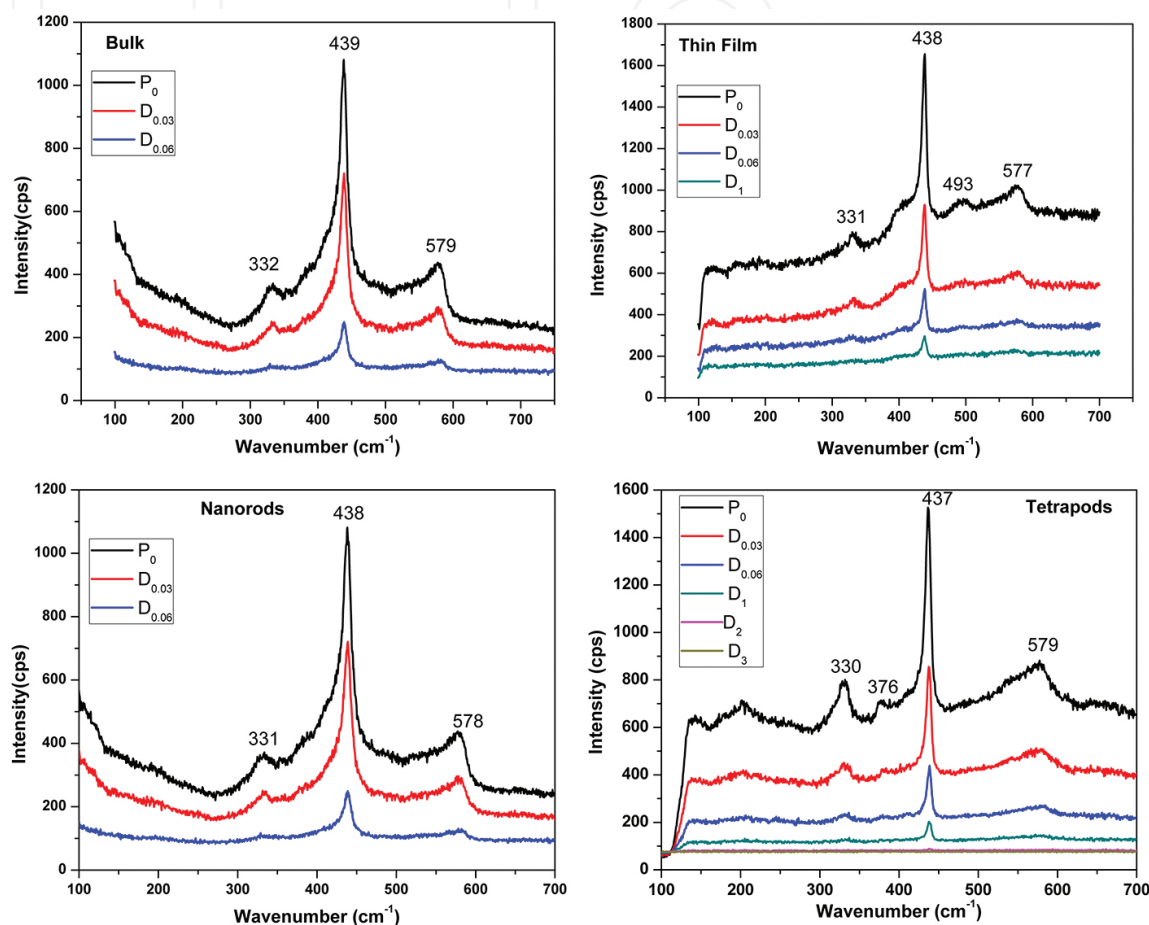 Bulk
439
P0
D0.03
D0.06
332
579
1200
1000
800
600
400
200
0
Intensity(cps)
100 200 300 400 500 600 700
Wavenumber (cm-1)
Thin Film
438
P0
D0.03
D0.06
D1
331
493
577
1800
1600
1400
1200
1000
800
600
400
200
0
Intensity (cps)
100 200 300 400 500 600 700
Wavenumber (cm-1)
Nanorods
438
P0
D0.03
D0.06
331
578
1200
1000
800
600
400
200
0
Intensity(cps)
100 200 300 400 500 600 700
Wavenumber (cm-1)
Tetrapods
437
P0
D0.03
D0.06
D1
D2
D3
330
376
579
1600
1400
1200
1000
800
600
400
200
0
Intensity (cps)
100 200 300 400 500 600 700
Wavenumber (cm-1)